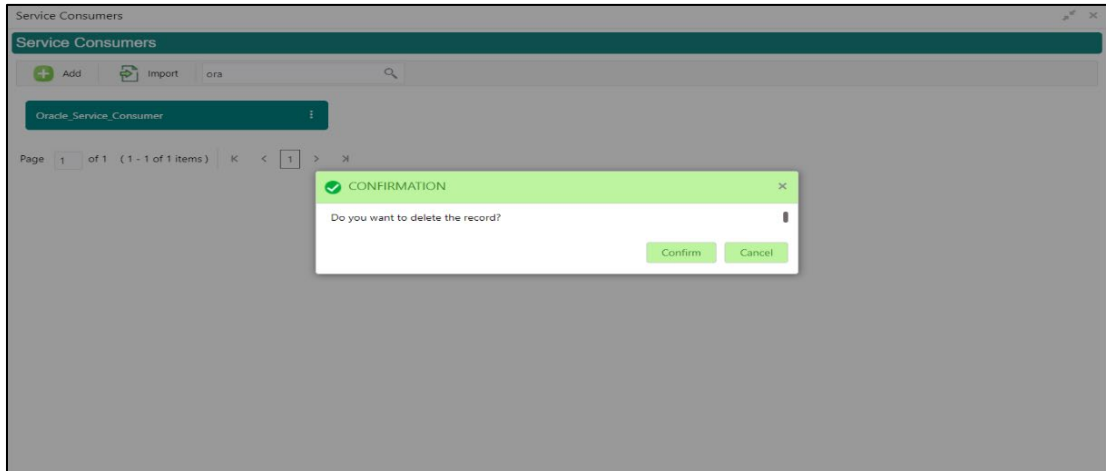 Service Consumers
Service Consumers
Add Import ora
Oracle_Service_Consumer
Page 1 of 1 (1 - 1 of 1 items) K < 1 > >|
CONFIRMATION
Do you want to delete the record?
Confirm Cancel